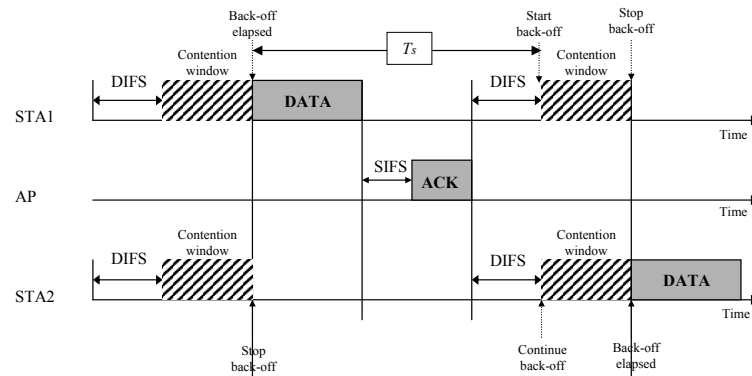 Back-off
elapsed
Start
back-off
Stop
back-off
Ts
Contention
window
Contention
window
DIFS
DIFS
DATA
STA1
Time
SIFS
ACK
AP
Time
Contention
window
Contention
window
DIFS
DIFS
DATA
STA2
Time
Stop
back-off
Continue
back-off
Back-off
elapsed